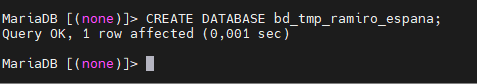 MariaDB [(none)]> CREATE DATABASE bd_tmp_ramiro_espana;
Query OK, 1 row affected (0,001 sec)
MariaDB [(none)]>